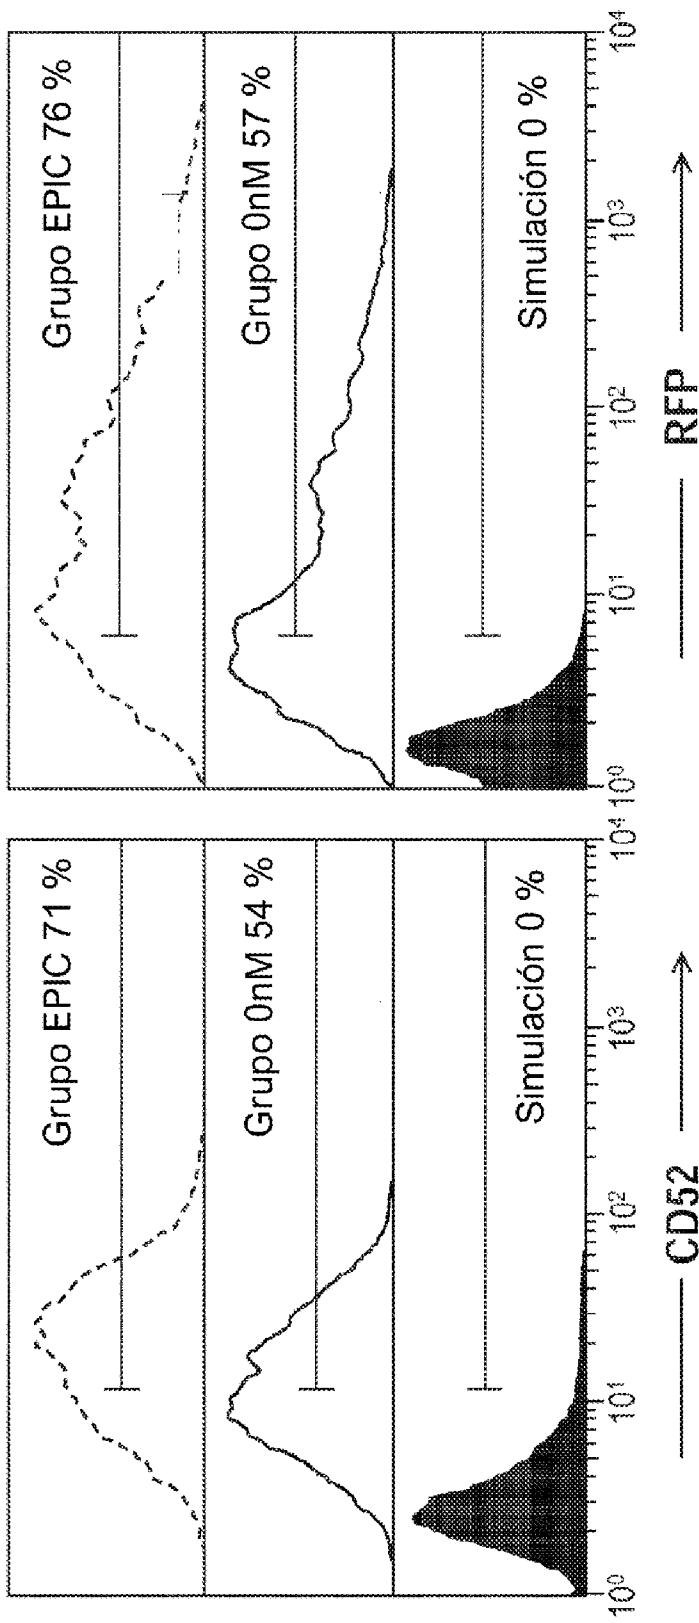 Grupo EPIC 71 %
Grupo 0nM 54 %
Simulación 0 %
10⁰ 10¹ 10² 10³ 10⁴
CD52
Grupo EPIC 76 %
Grupo 0nM 57 %
Simulación 0 %
10⁰ 10¹ 10² 10³ 10⁴
RFP